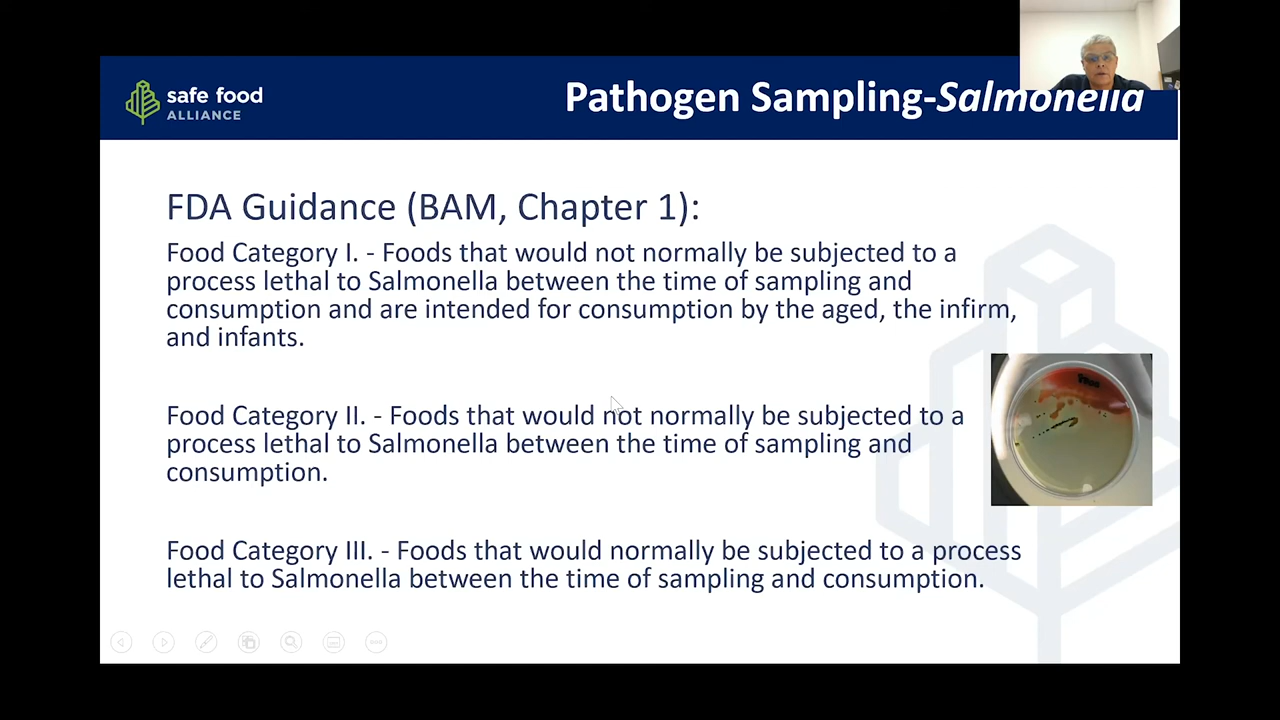 safe food
ALLIANCE
Pathogen Sampling-Salmonella
FDA Guidance (BAM, Chapter 1):
Food Category I. - Foods that would not normally be subjected to a
process lethal to Salmonella between the time of sampling and
consumption and are intended for consumption by the aged, the infirm,
and infants.
Food Category II. - Foods that would not normally be subjected to a
process lethal to Salmonella between the time of sampling and
consumption.
Food Category III. - Foods that would normally be subjected to a process
lethal to Salmonella between the time of sampling and consumption.